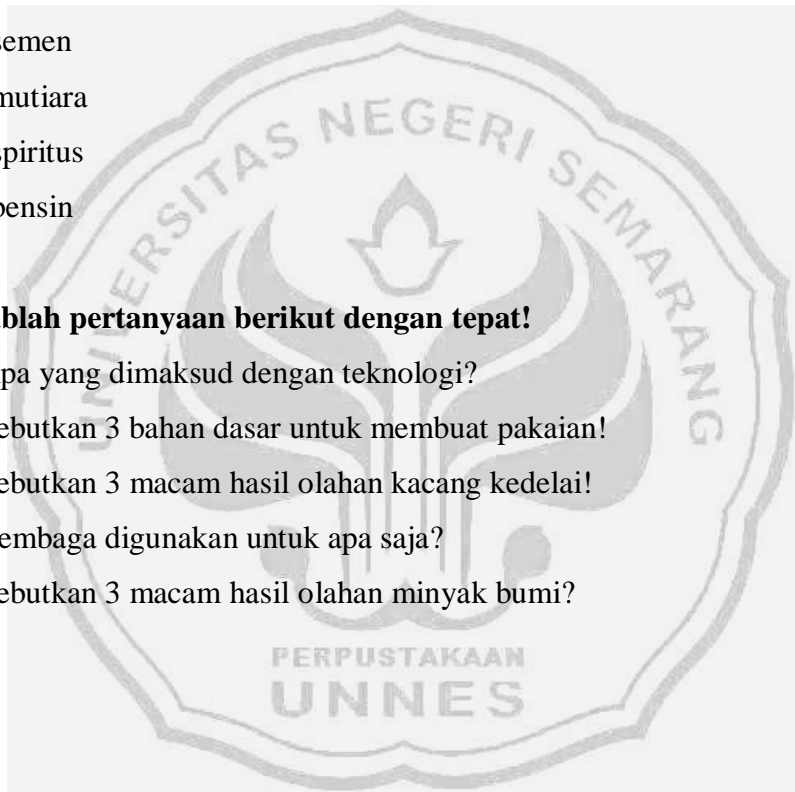 semen
mutiara
spiritus
bensin
UNIVERSITAS NEGERI SEMARANG
blah pertanyaan berikut dengan tepat!
pa yang dimaksud dengan teknologi?
ebutkan 3 bahan dasar untuk membuat pakaian!
ebutkan 3 macam hasil olahan kacang kedelai!
embaga digunakan untuk apa saja?
ebutkan 3 macam hasil olahan minyak bumi?
PERPUSTAKAAN
UNNES